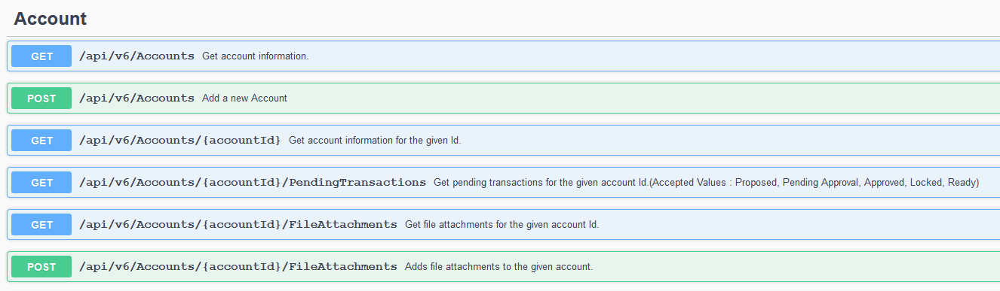 Account
GET /api/v6/Accounts Get account information.
POST /api/v6/Accounts Add a new Account
GET /api/v6/Accounts/{accountId} Get account information for the given Id.
GET /api/v6/Accounts/{accountId}/PendingTransactions Get pending transactions for the given account Id.(Accepted Values : Proposed, Pending Approval, Approved, Locked, Ready)
GET /api/v6/Accounts/{accountId}/FileAttachments Get file attachments for the given account Id.
POST /api/v6/Accounts/{accountId}/FileAttachments Adds file attachments to the given account.